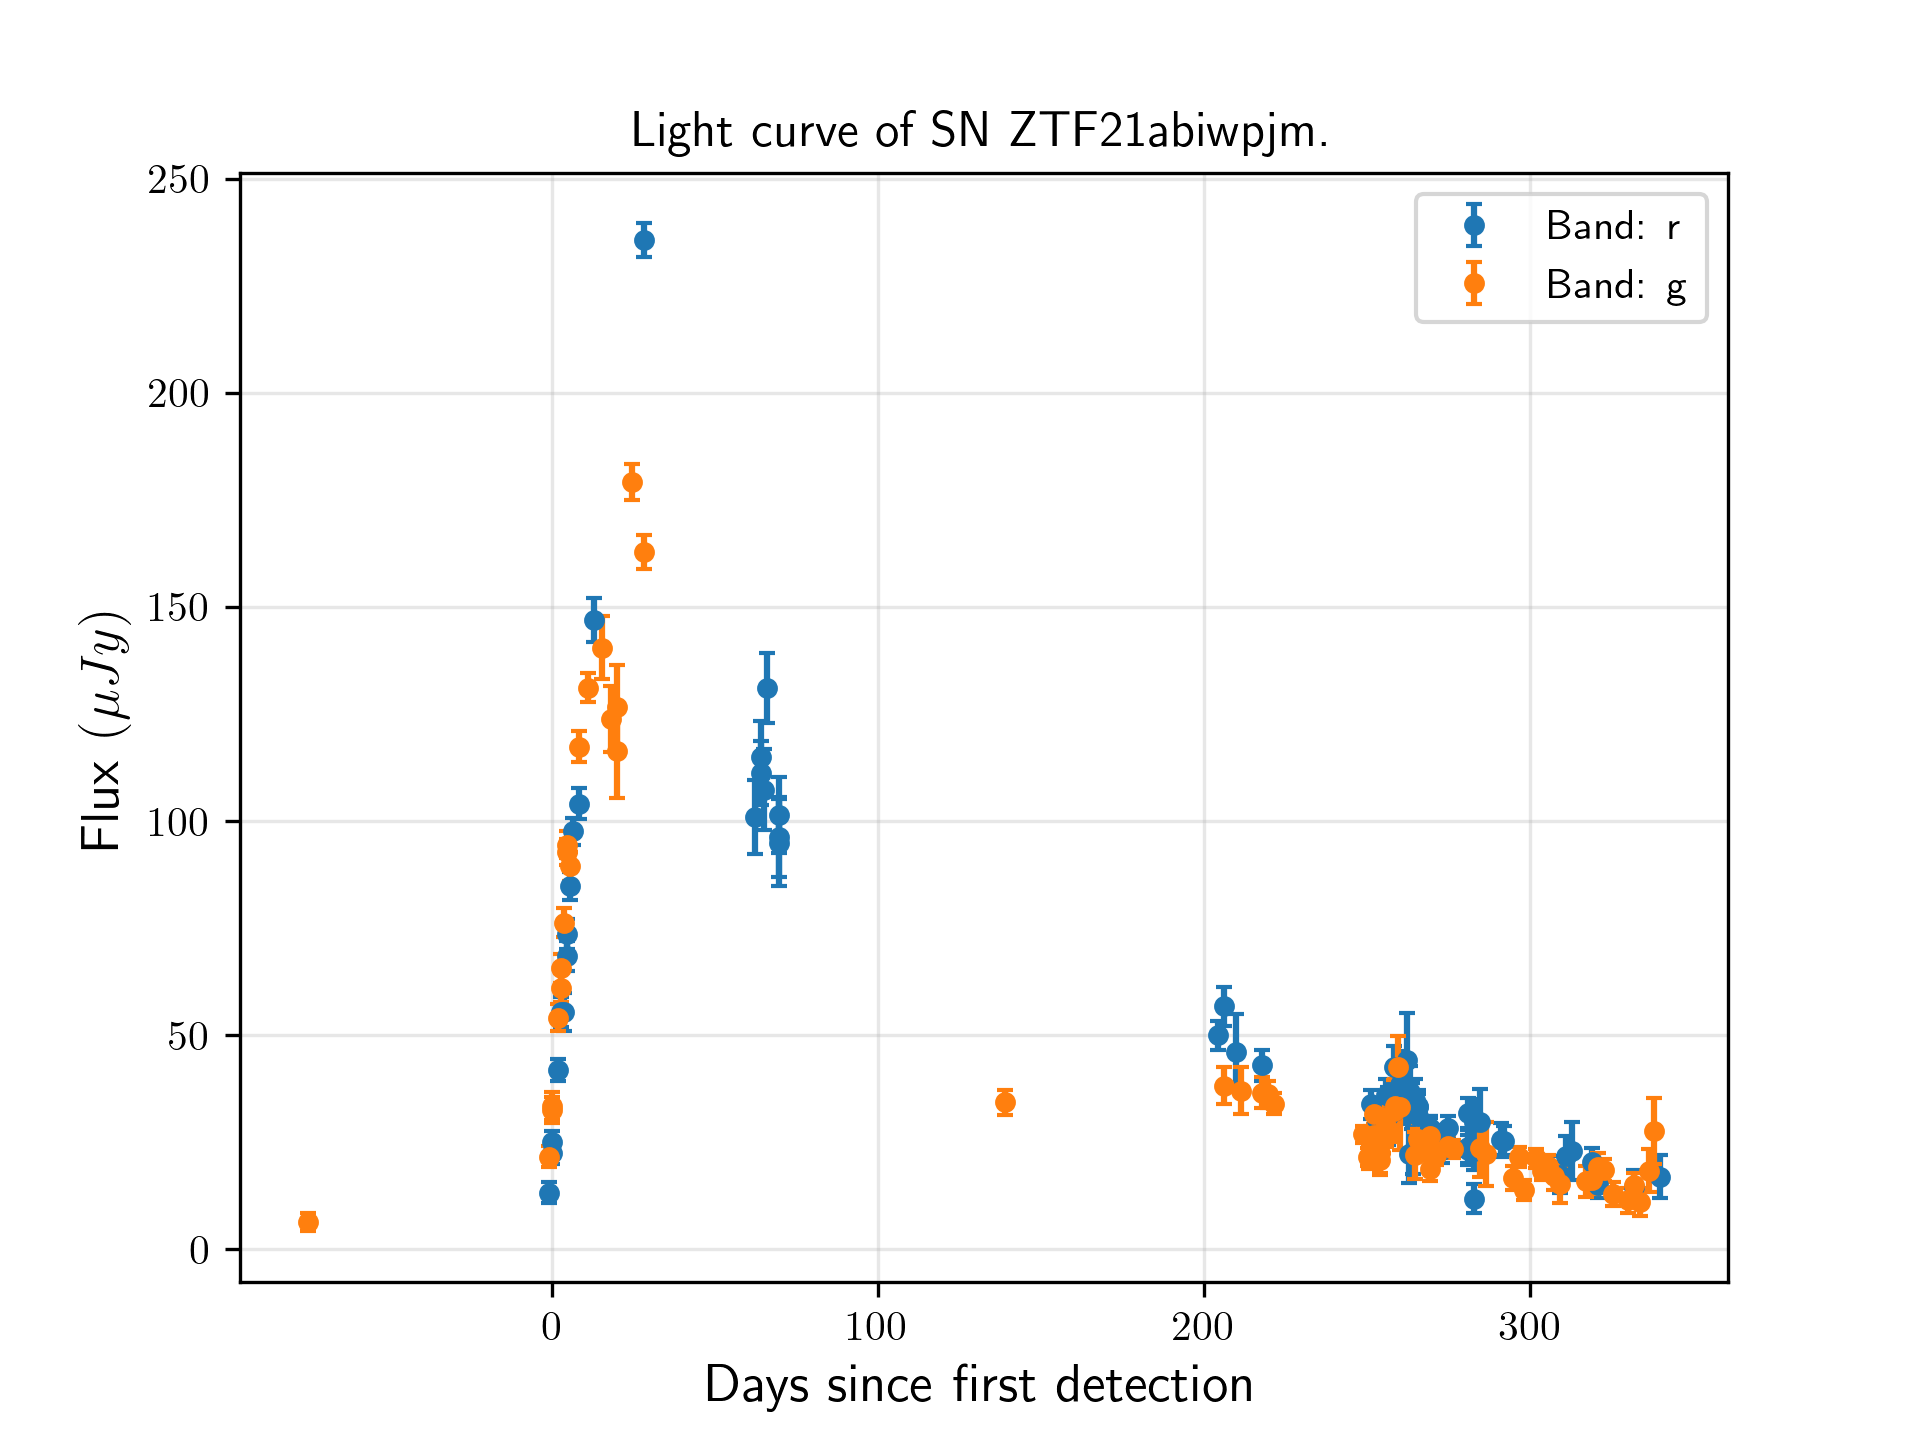 Light curve of SN ZTF21abiwpjm.
250
200
150
100
50
0
Flux (μJy)
Band: r
Band: g
0 100 200 300
Days since first detection